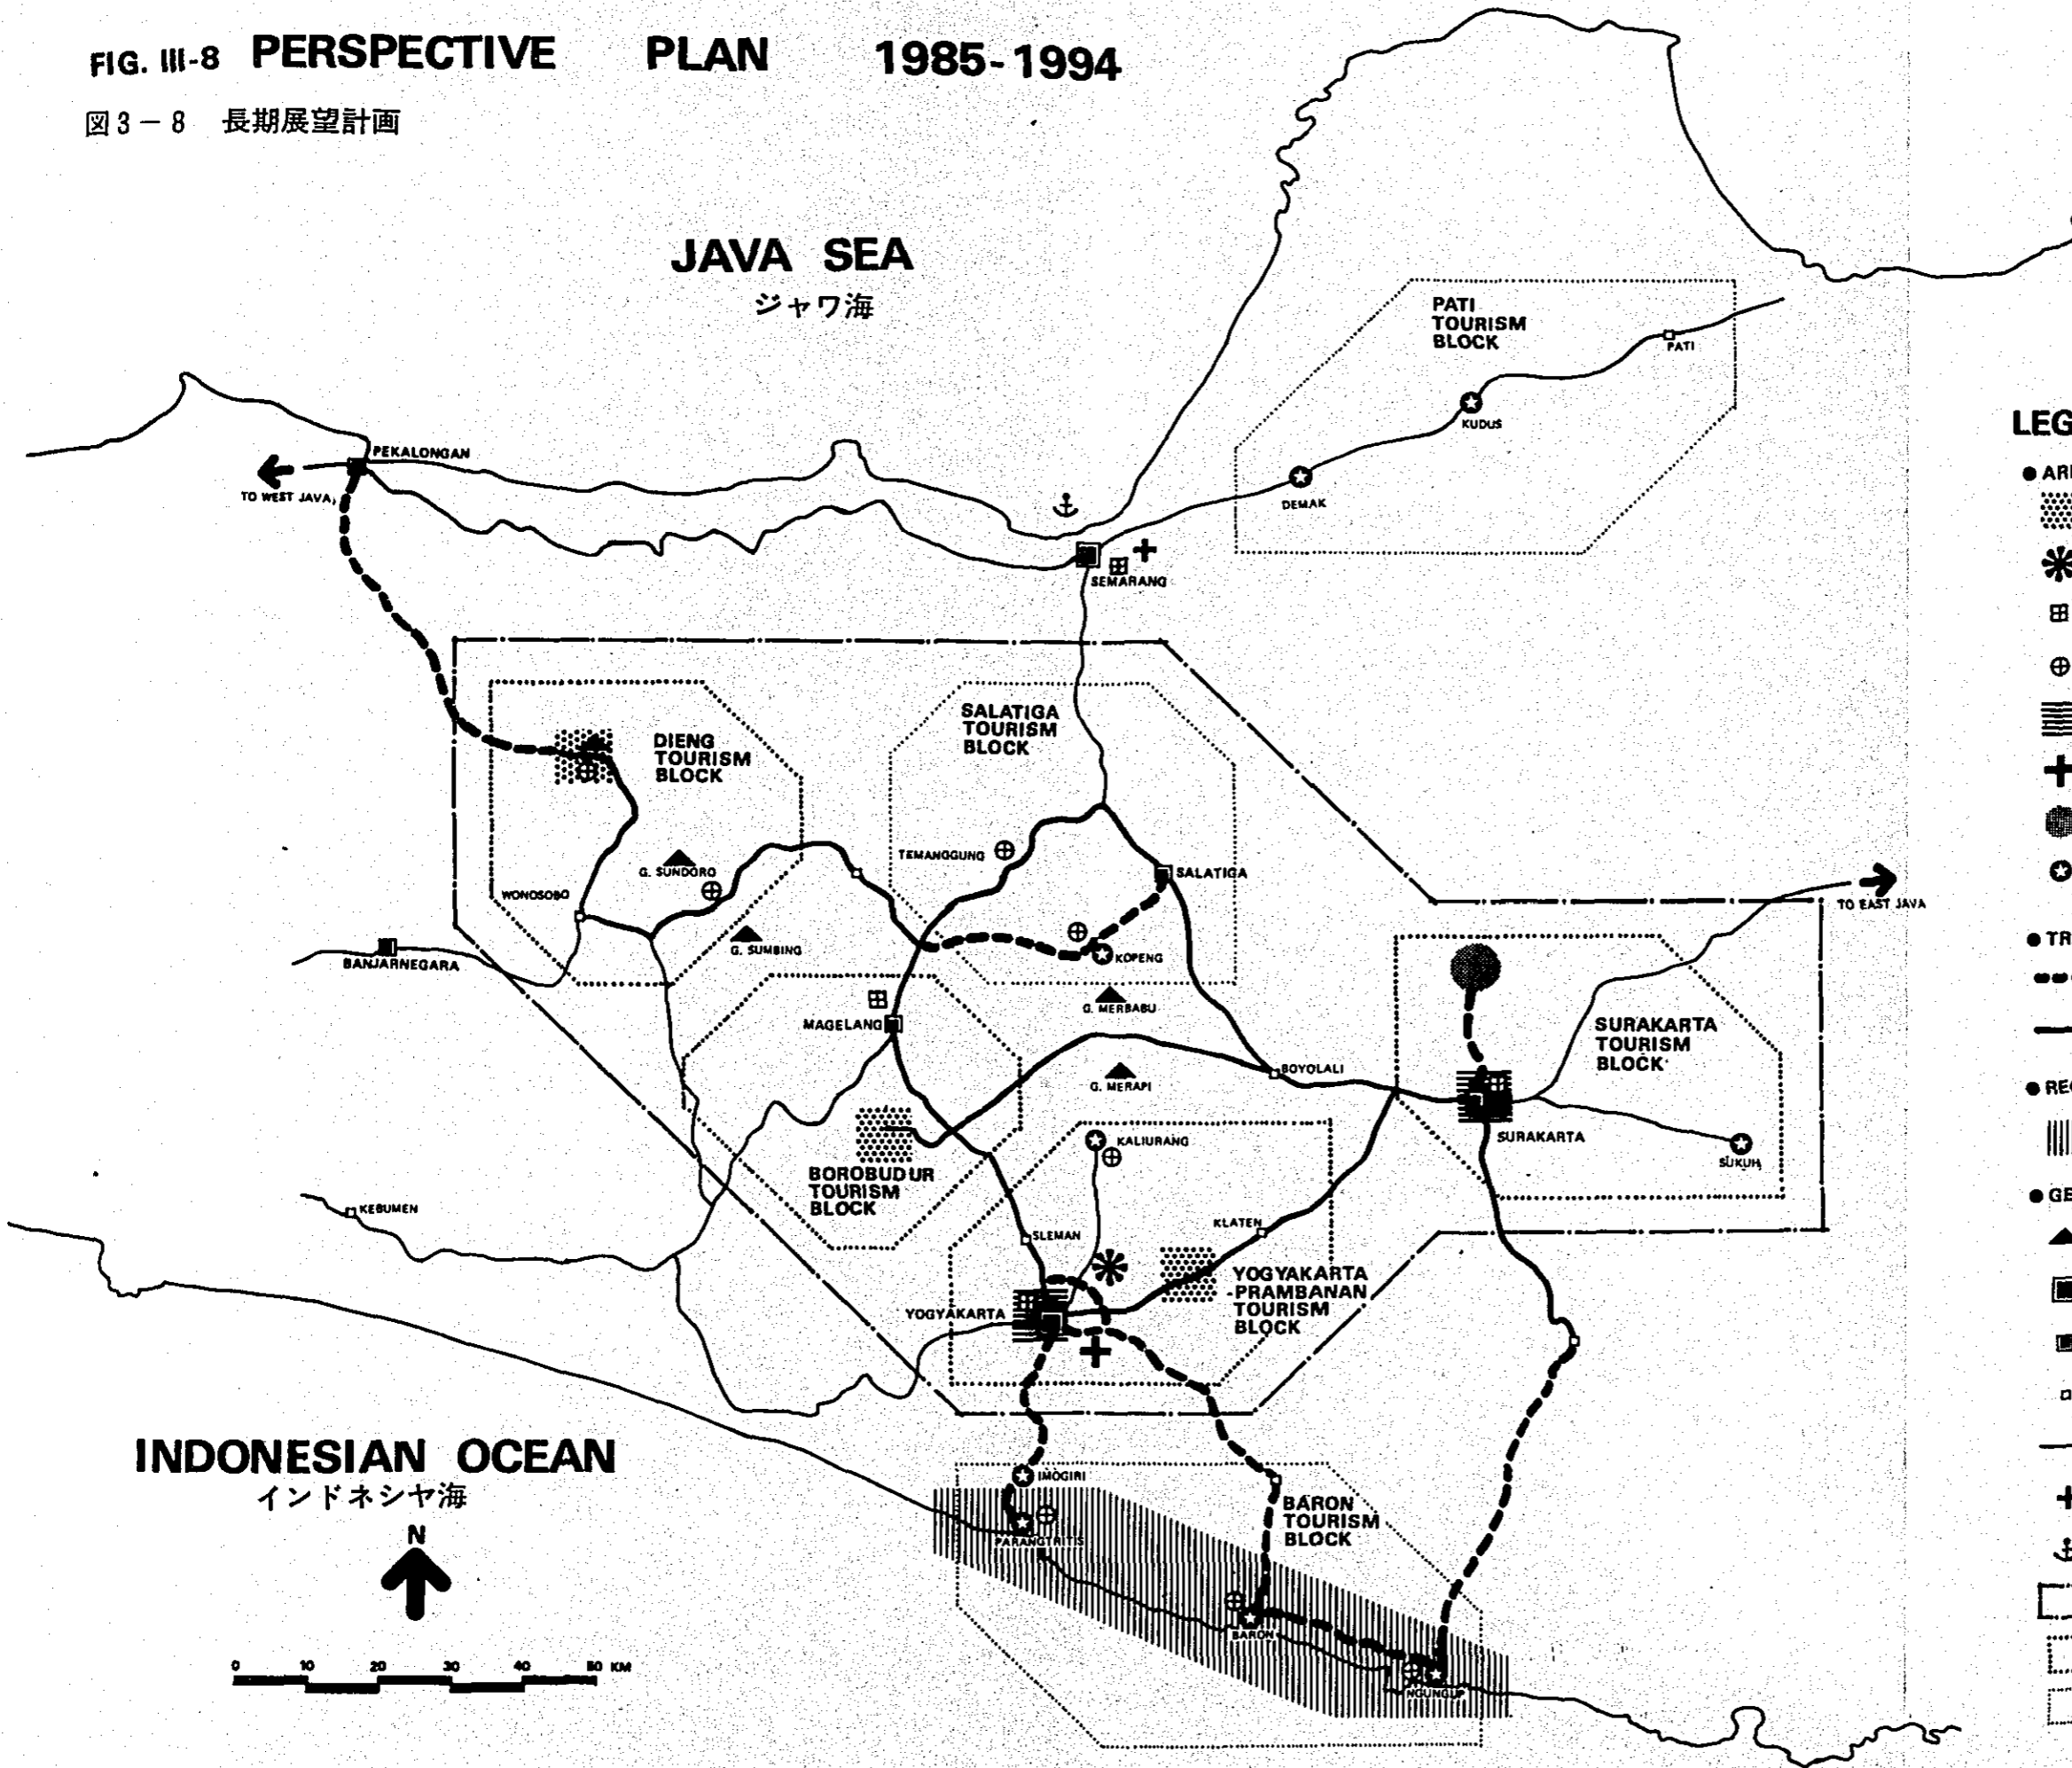 FIG. III-8 PERSPECTIVE PLAN 1985-1994
図3-8 長期展望計画
JAVA SEA
ジャワ海
PATI
TOURISM
BLOCK
PATI
KUDUS
DEMAK
PEKALONGAN
TO WEST JAVA
SEMARANG
DIENG
TOURISM
BLOCK
SALATIGA
TOURISM
BLOCK
TEMANGGUNG
G. SUNDORO
SALATIGA
WONOSOBO
TO EAST JAVA
G. SUMBING
KOPENG
BANJARNEGARA
G. MERBABU
MAGELANG
SURAKARTA
TOURISM
BLOCK
BOYOLALI
G. MERAPI
KALIURANG
SURAKARTA
SUKUH
BOROBUDUR
TOURISM
BLOCK
KEBUMEN
KLATEN
SLEMAN
YOGYAKARTA
-PRAMBANAN
TOURISM
BLOCK
YOGYAKARTA
INDONESIAN OCEAN
インドネシヤ海
IMOGIRI
BARON
TOURISM
BLOCK
PARANGTRITIS
BARON
NGUNGUP
N
0 10 20 30 40 50 KM
LEG
ARE
TR
REG
GE